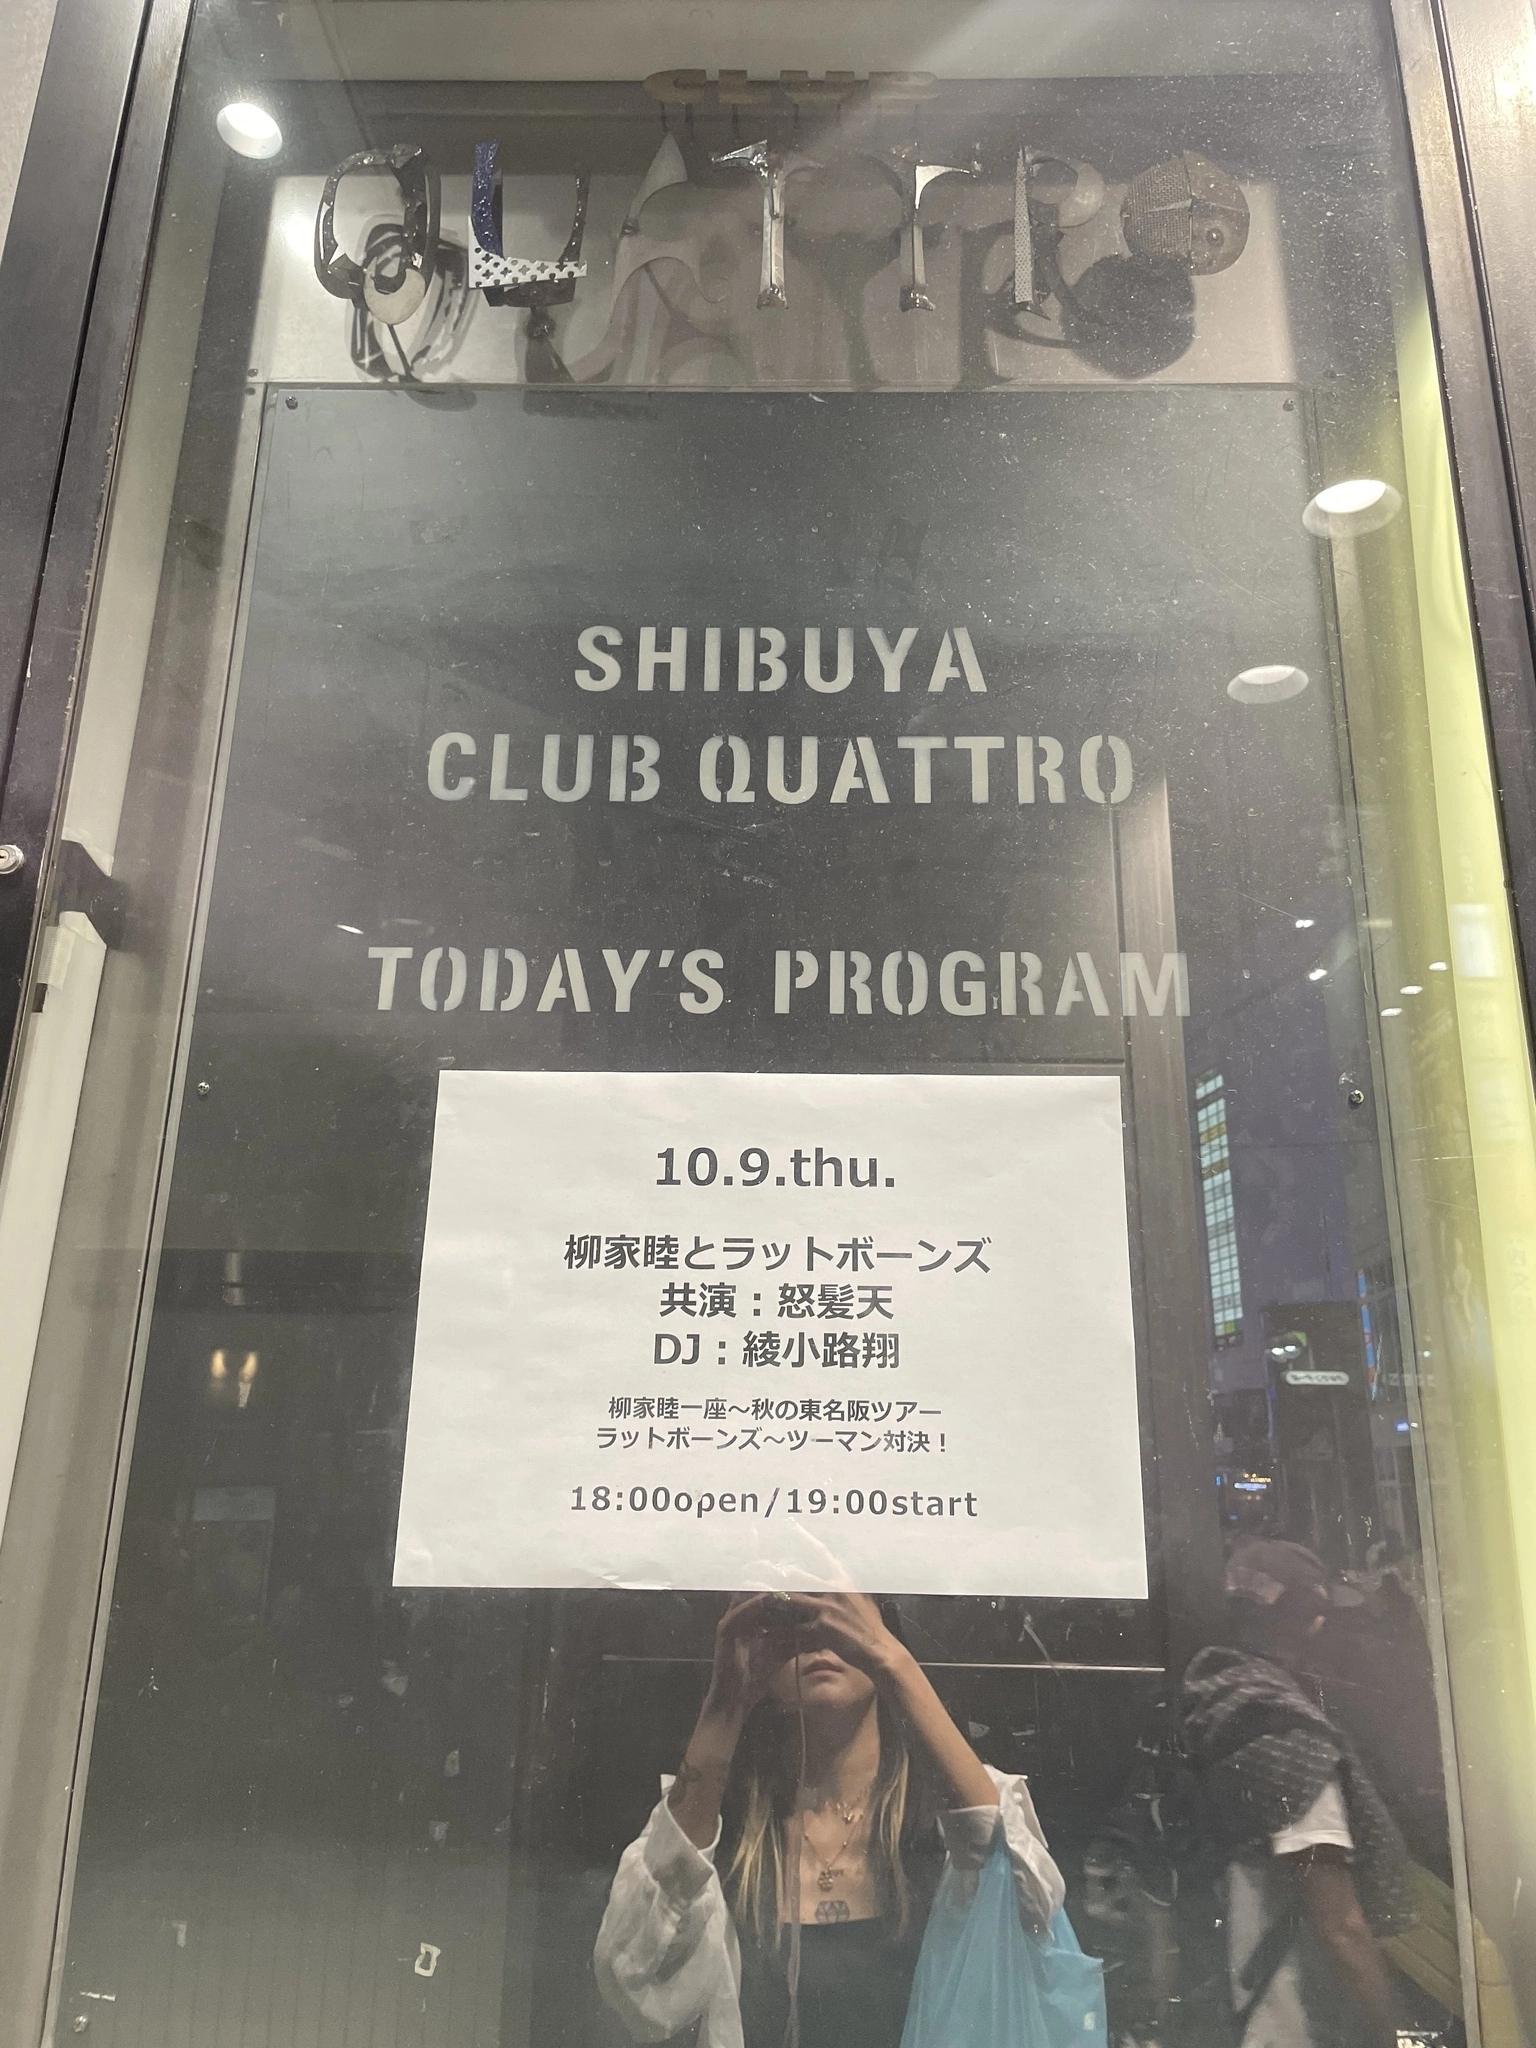 CLUB
QUATTRO
SHIBUYA
CLUB QUATTRO
TODAY'S PROGRAM
10.9.thu.
柳家睦とラットボーンズ
共演：怒髪天
DJ：綾小路翔
柳家睦一座～秋の東名阪ツアー
ラットボーンズ～ツーマン対決！
18:00open/19:00start